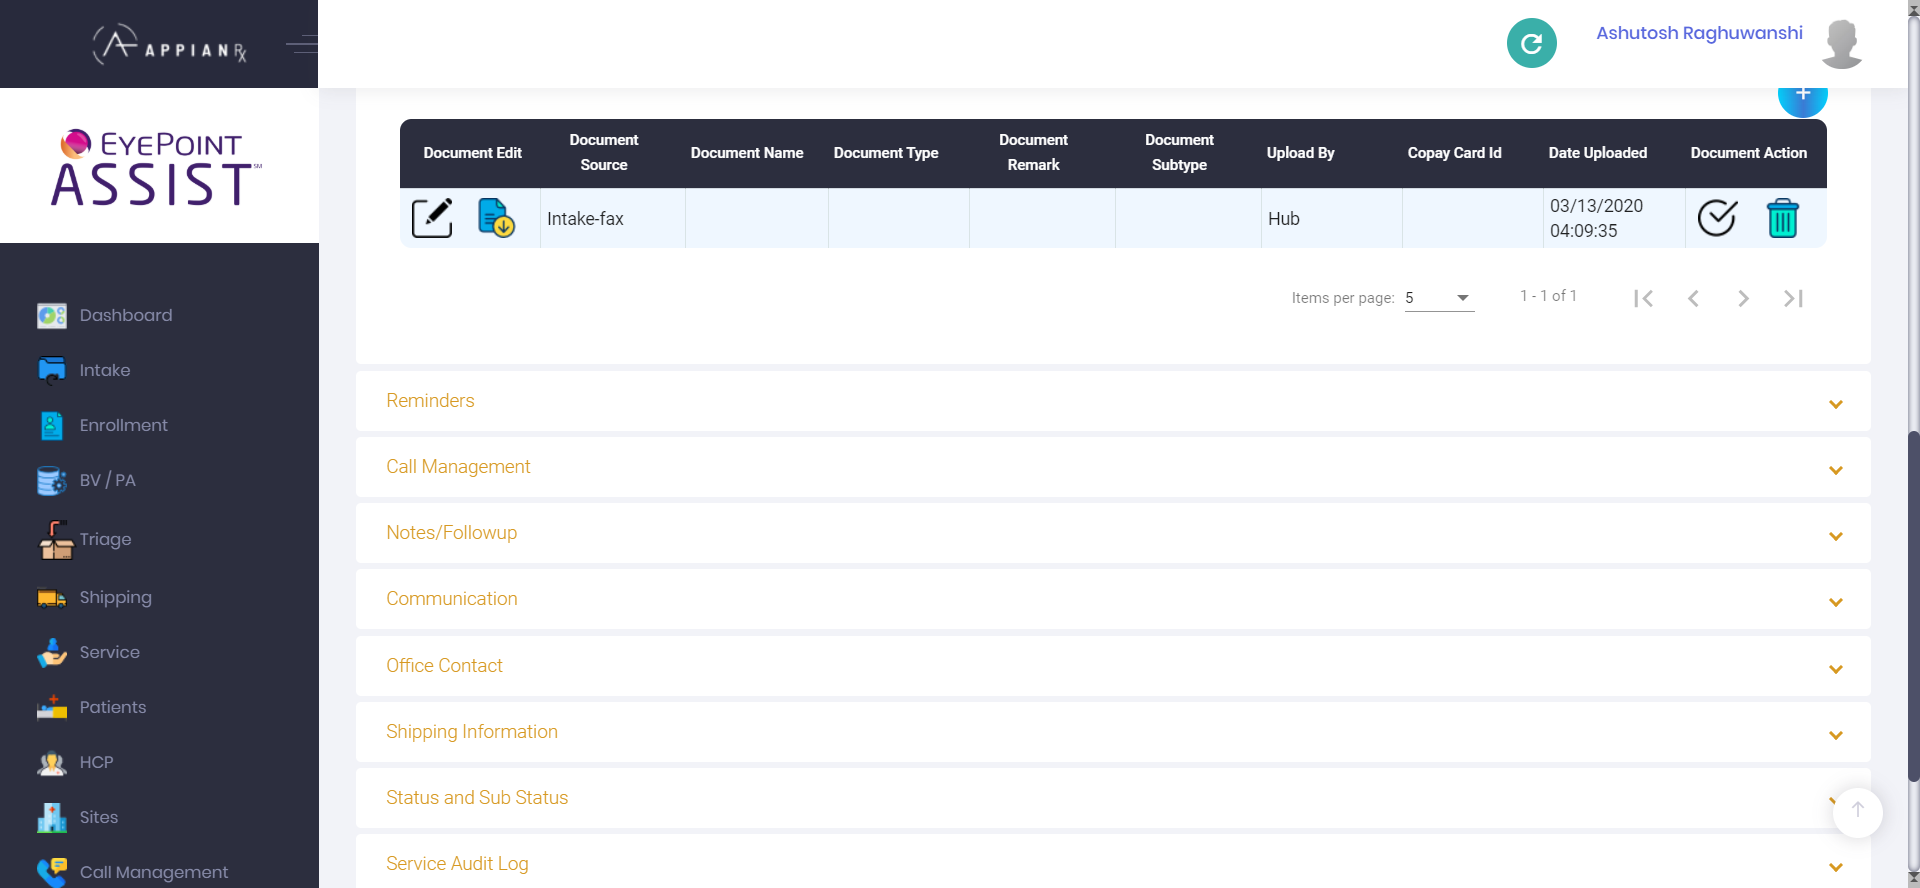 APPIANRx
Ashutosh Raghuwanshi
EYEPOINT
ASSIST SM
Dashboard
Intake
Enrollment
BV / PA
Triage
Shipping
Service
Patients
HCP
Sites
Call Management
Document Edit
Document
Source
Document Name
Document Type
Document
Remark
Document
Subtype
Upload By
Copay Card Id
Date Uploaded
Document Action
Intake-fax
Hub
03/13/2020
04:09:35
Items per page: 5
1 - 1 of 1
Reminders
Call Management
Notes/Followup
Communication
Office Contact
Shipping Information
Status and Sub Status
Service Audit Log